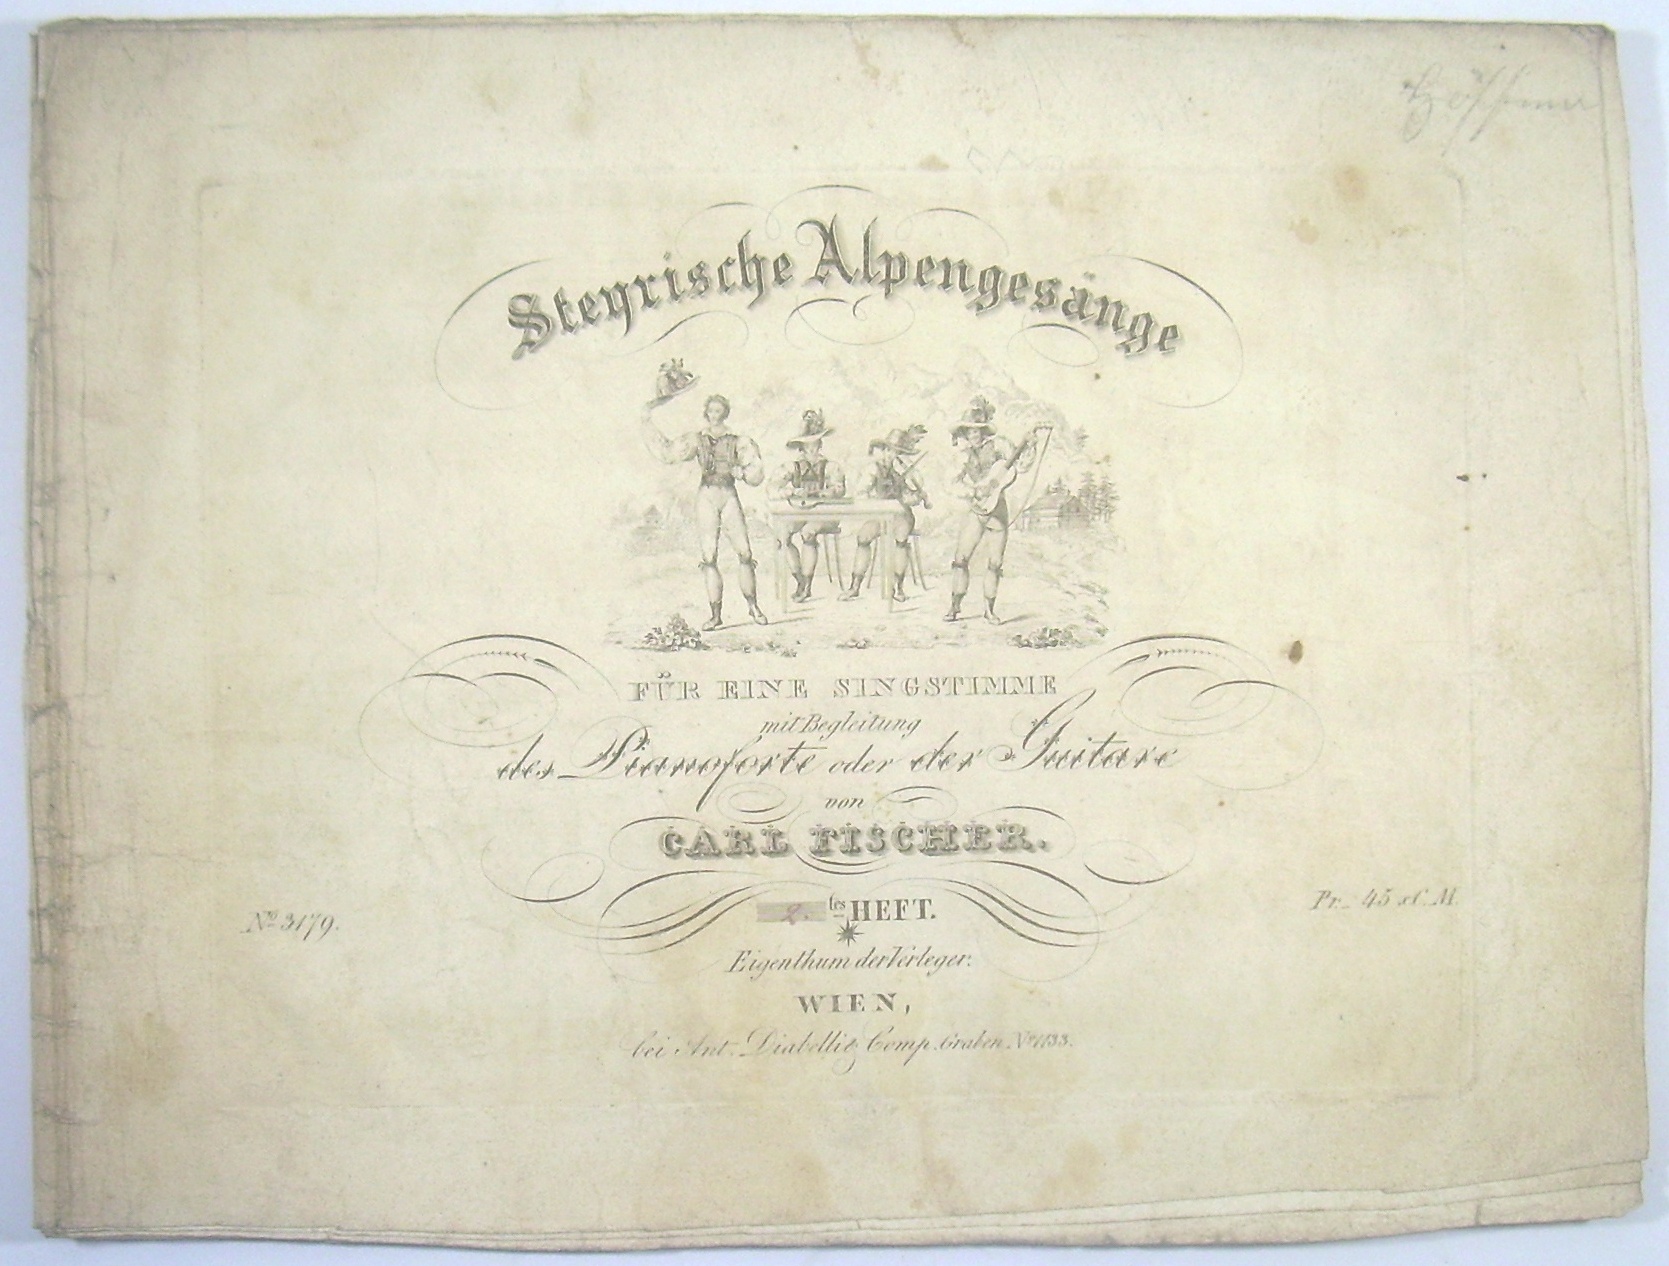 Steyrische Alpengesänge
FÜR EINE SINGSTIMME
mit Begleitung
des Pianoforte oder der Guitare
von
CARL FISCHER.
2. tes HEFT.
No. 3179.
Pr. 45 x C. M.
Eigenthum der Verleger.
WIEN,
bei Ant. Diabelli & Comp. Graben No. 1133.